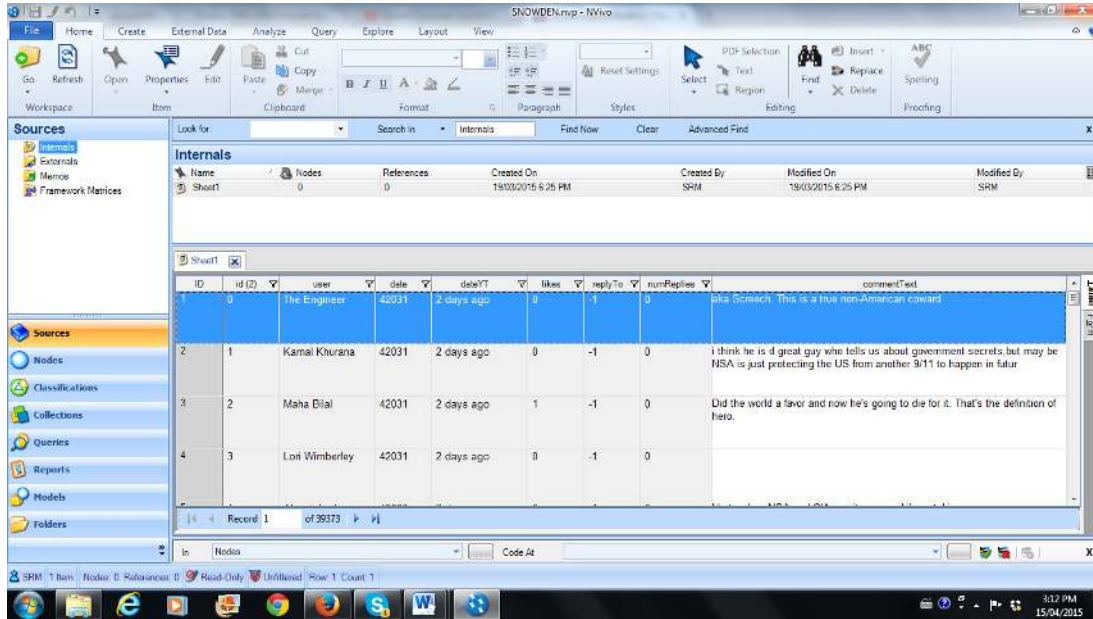 SNOWDEN.nvp - NVivo
File Home Create External Data Analyze Query Explore Layout View
Go Refresh Open Properties Edit Paste Cut Copy Merge
B I U A
Reset Settings
Select PDF Selection Text Region Find Insert Replace Delete
ABC Spelling
Workspace Item Clipboard Format Paragraph Styles Editing Proofing
Sources
Internals
Externals
Memos
Framework Matrices
Look for: Search In Internals Find Now Clear Advanced Find X
Internals
Name Nodes References Created On Created By Modified On Modified By
Sheet1 0 0 19/03/2015 6:25 PM SRM 19/03/2015 6:25 PM SRM
Sheet1
ID id (2) user date dateYT likes replyTo numReplies commentText
1 0 The Engineer 42031 2 days ago 0 -1 0 aka Screech. This is a true non-American coward
2 1 Kamal Khurana 42031 2 days ago 0 -1 0 i think he is d great guy who tells us about government secrets,but may be
NSA is just protecting the US from another 9/11 to happen in futur
3 2 Maha Bilal 42031 2 days ago 1 -1 0 Did the world a favor and now he's going to die for it. That's the definition of
hero.
4 3 Lori Wimberley 42031 2 days ago 0 -1 0
Sources
Nodes
Classifications
Collections
Queries
Reports
Models
Folders
Record 1 of 39373
In Nodes Code At X
SRM 1 Item Nodes: 0 References: 0 Read-Only Unfiltered Row: 1 Count: 1
3:12 PM
15/04/2015